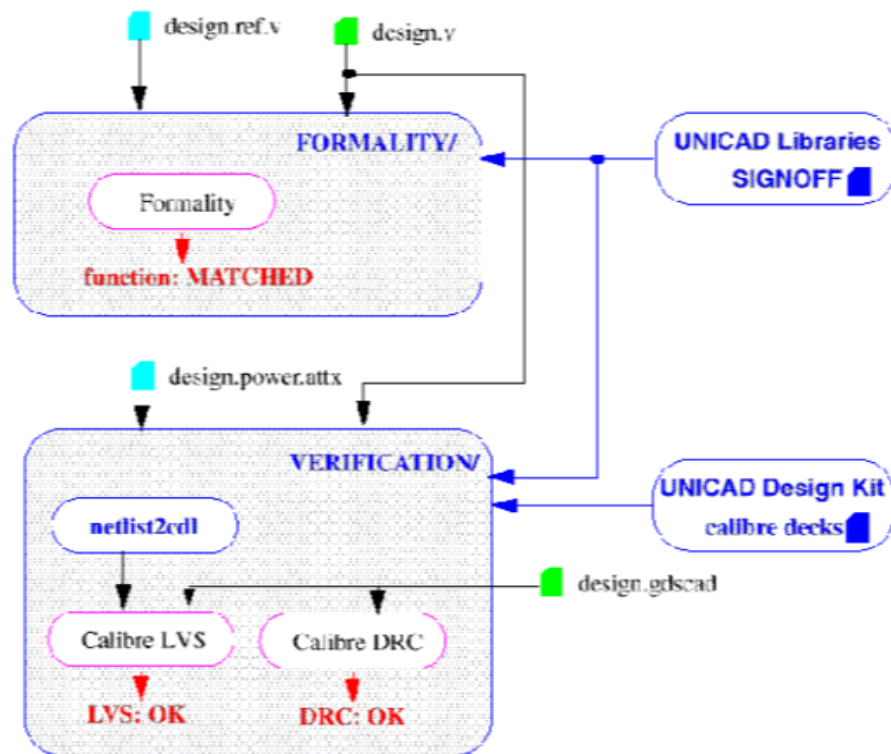 design.ref.v
design.v
FORMALITY/
UNICAD Libraries
SIGNOFF
Formality
function: MATCHED
design.power.attx
VERIFICATION/
UNICAD Design Kit
calibre decks
netlist2cdl
design.gdscad
Calibre LVS
Calibre DRC
LVS: OK
DRC: OK